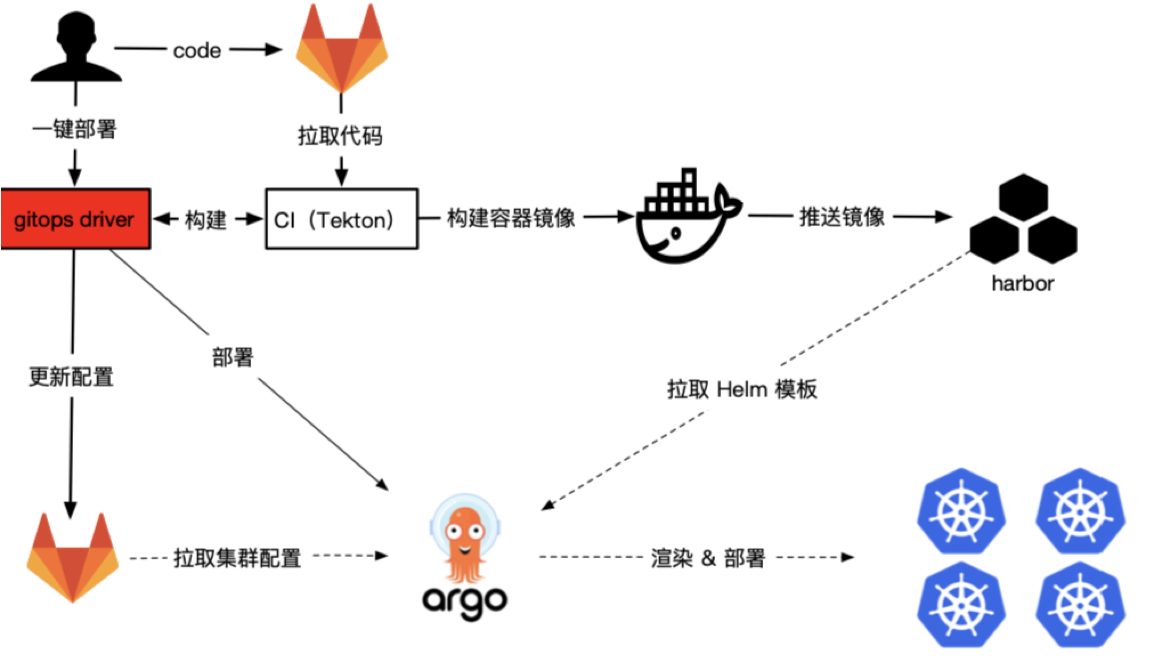 code
一键部署
拉取代码
gitops driver
构建
CI（Tekton）
构建容器镜像
推送镜像
harbor
部署
更新配置
拉取 Helm 模板
拉取集群配置
argo
渲染 & 部署